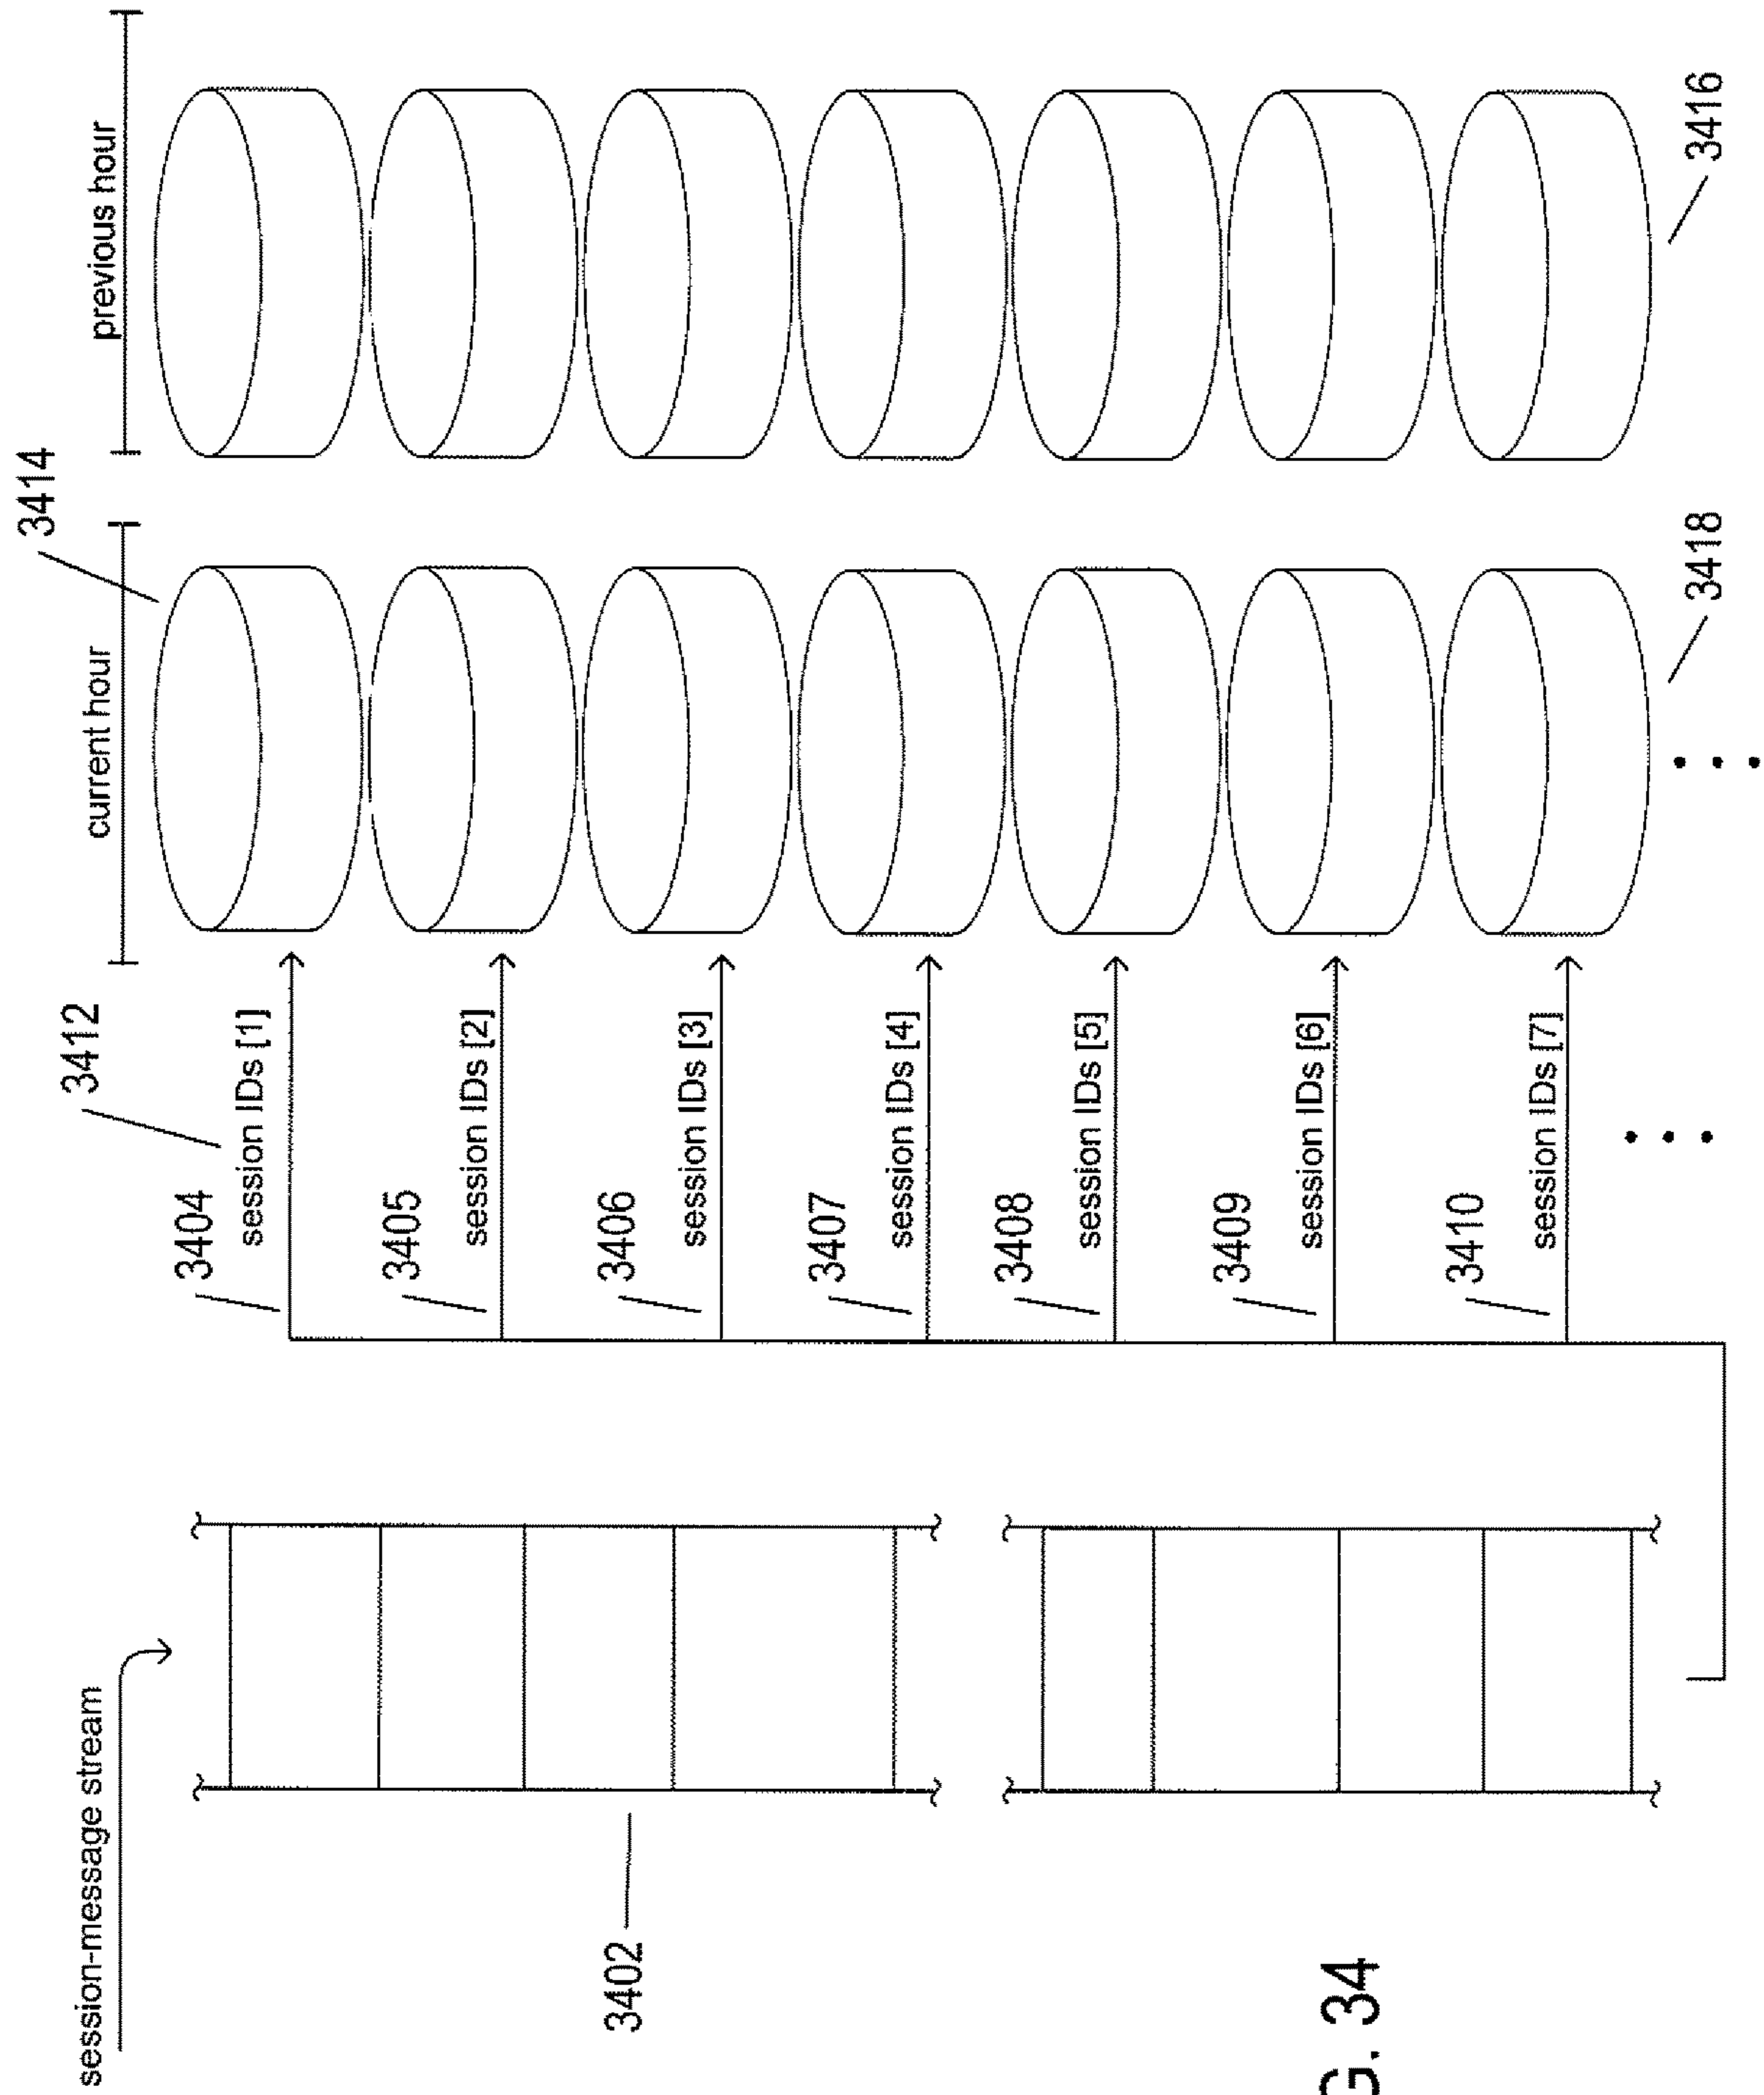 session-message stream
3402
3404
3405
3406
3407
3408
3409
3410
3412
session IDs [1]
session IDs [2]
session IDs [3]
session IDs [4]
session IDs [5]
session IDs [6]
session IDs [7]
current hour
3414
previous hour
3418
3416
G. 34